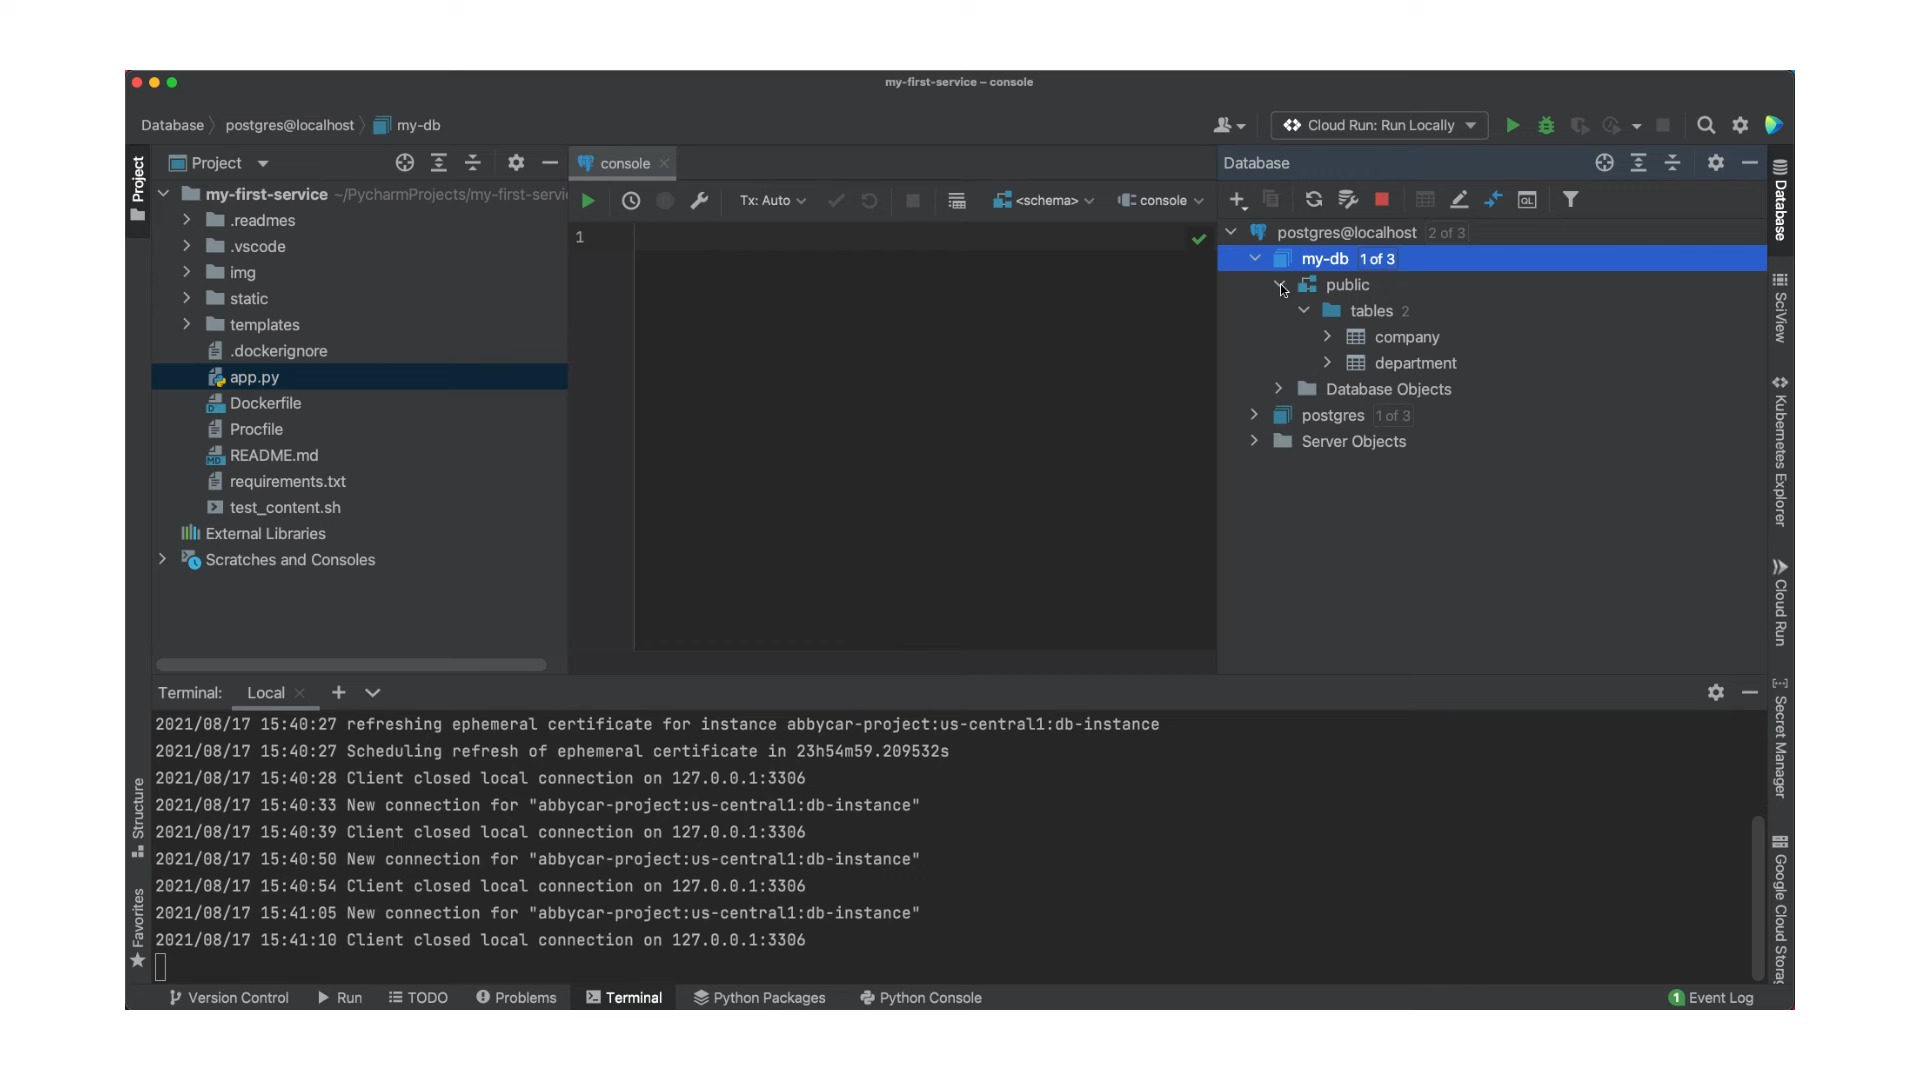 my-first-service – console
Database
postgres@localhost
my-db
Cloud Run: Run Locally
Project
Project
my-first-service ~/PycharmProjects/my-first-servi
.readmes
.vscode
img
static
templates
.dockerignore
app.py
Dockerfile
Procfile
README.md
requirements.txt
test_content.sh
External Libraries
Scratches and Consoles
console
Tx: Auto
<schema>
console
1
Database
QL
postgres@localhost 2 of 3
my-db 1 of 3
public
tables 2
company
department
Database Objects
postgres 1 of 3
Server Objects
Database
SciView
Kubernetes Explorer
Cloud Run
Secret Manager
Google Cloud Storag
Structure
Favorites
Terminal: Local
2021/08/17 15:40:27 refreshing ephemeral certificate for instance abbycar-project:us-central1:db-instance
2021/08/17 15:40:27 Scheduling refresh of ephemeral certificate in 23h54m59.209532s
2021/08/17 15:40:28 Client closed local connection on 127.0.0.1:3306
2021/08/17 15:40:33 New connection for "abbycar-project:us-central1:db-instance"
2021/08/17 15:40:39 Client closed local connection on 127.0.0.1:3306
2021/08/17 15:40:50 New connection for "abbycar-project:us-central1:db-instance"
2021/08/17 15:40:54 Client closed local connection on 127.0.0.1:3306
2021/08/17 15:41:05 New connection for "abbycar-project:us-central1:db-instance"
2021/08/17 15:41:10 Client closed local connection on 127.0.0.1:3306
Version Control
Run
TODO
Problems
Terminal
Python Packages
Python Console
1 Event Log